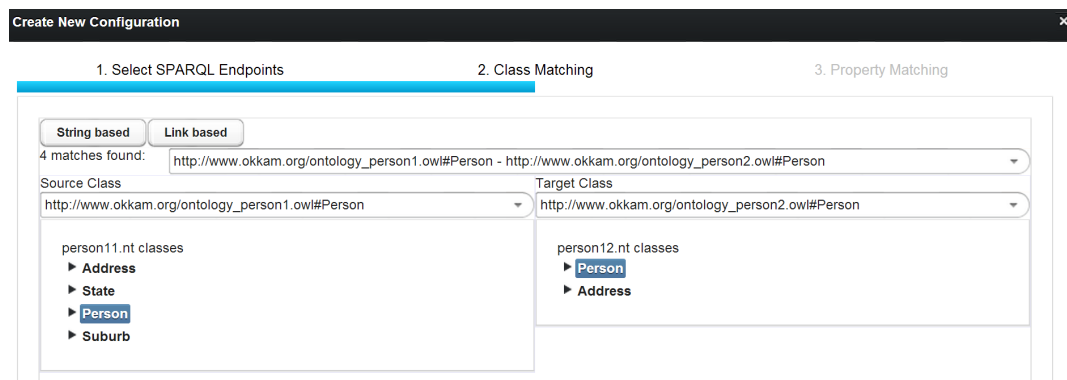 Create New Configuration ×
1. Select SPARQL Endpoints 2. Class Matching 3. Property Matching
String based Link based
4 matches found: http://www.okkam.org/ontology_person1.owl#Person - http://www.okkam.org/ontology_person2.owl#Person
Source Class Target Class
http://www.okkam.org/ontology_person1.owl#Person http://www.okkam.org/ontology_person2.owl#Person
person11.nt classes
Address
State
Person
Suburb
person12.nt classes
Person
Address